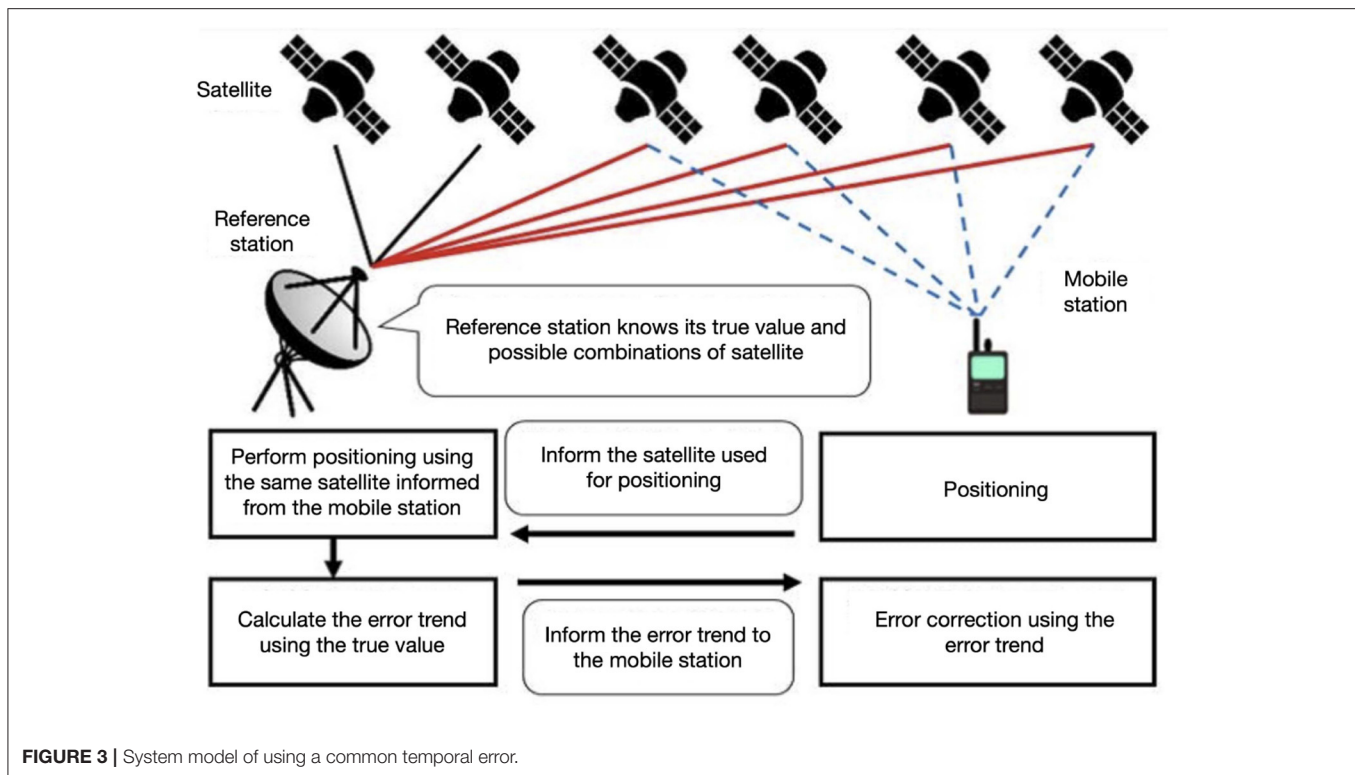 Satellite
Reference
station
Mobile
station
Reference station knows its true value and
possible combinations of satellite
Perform positioning using
the same satellite informed
from the mobile station
Inform the satellite used
for positioning
Positioning
Calculate the error trend
using the true value
Inform the error trend to
the mobile station
Error correction using the
error trend
FIGURE 3 | System model of using a common temporal error.